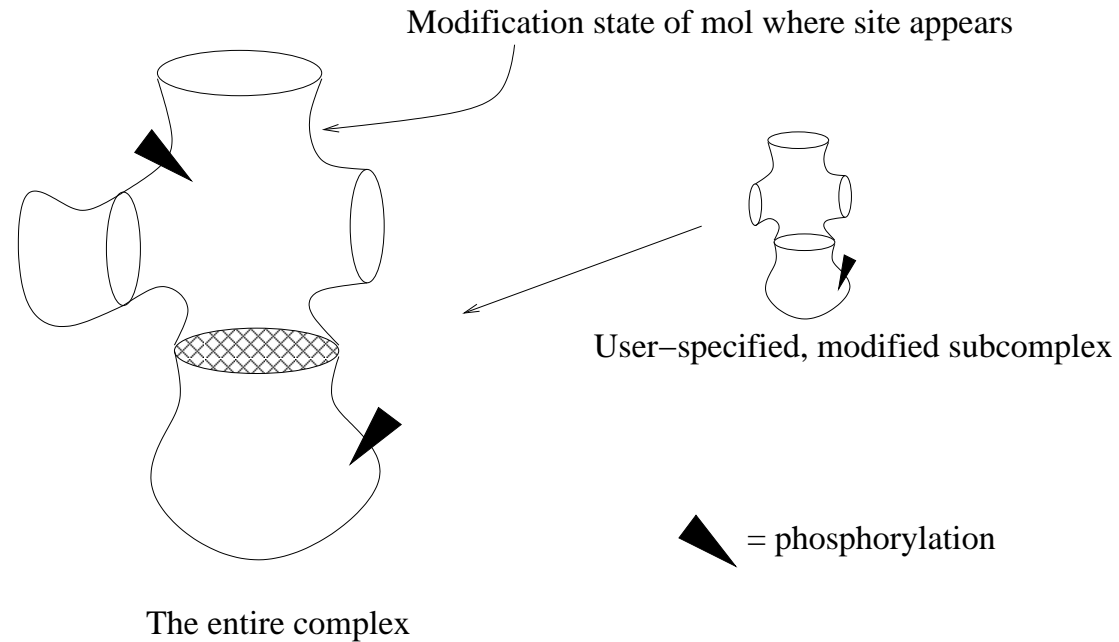 Modification state of mol where site appears
User−specified, modified subcomplex
= phosphorylation
The entire complex